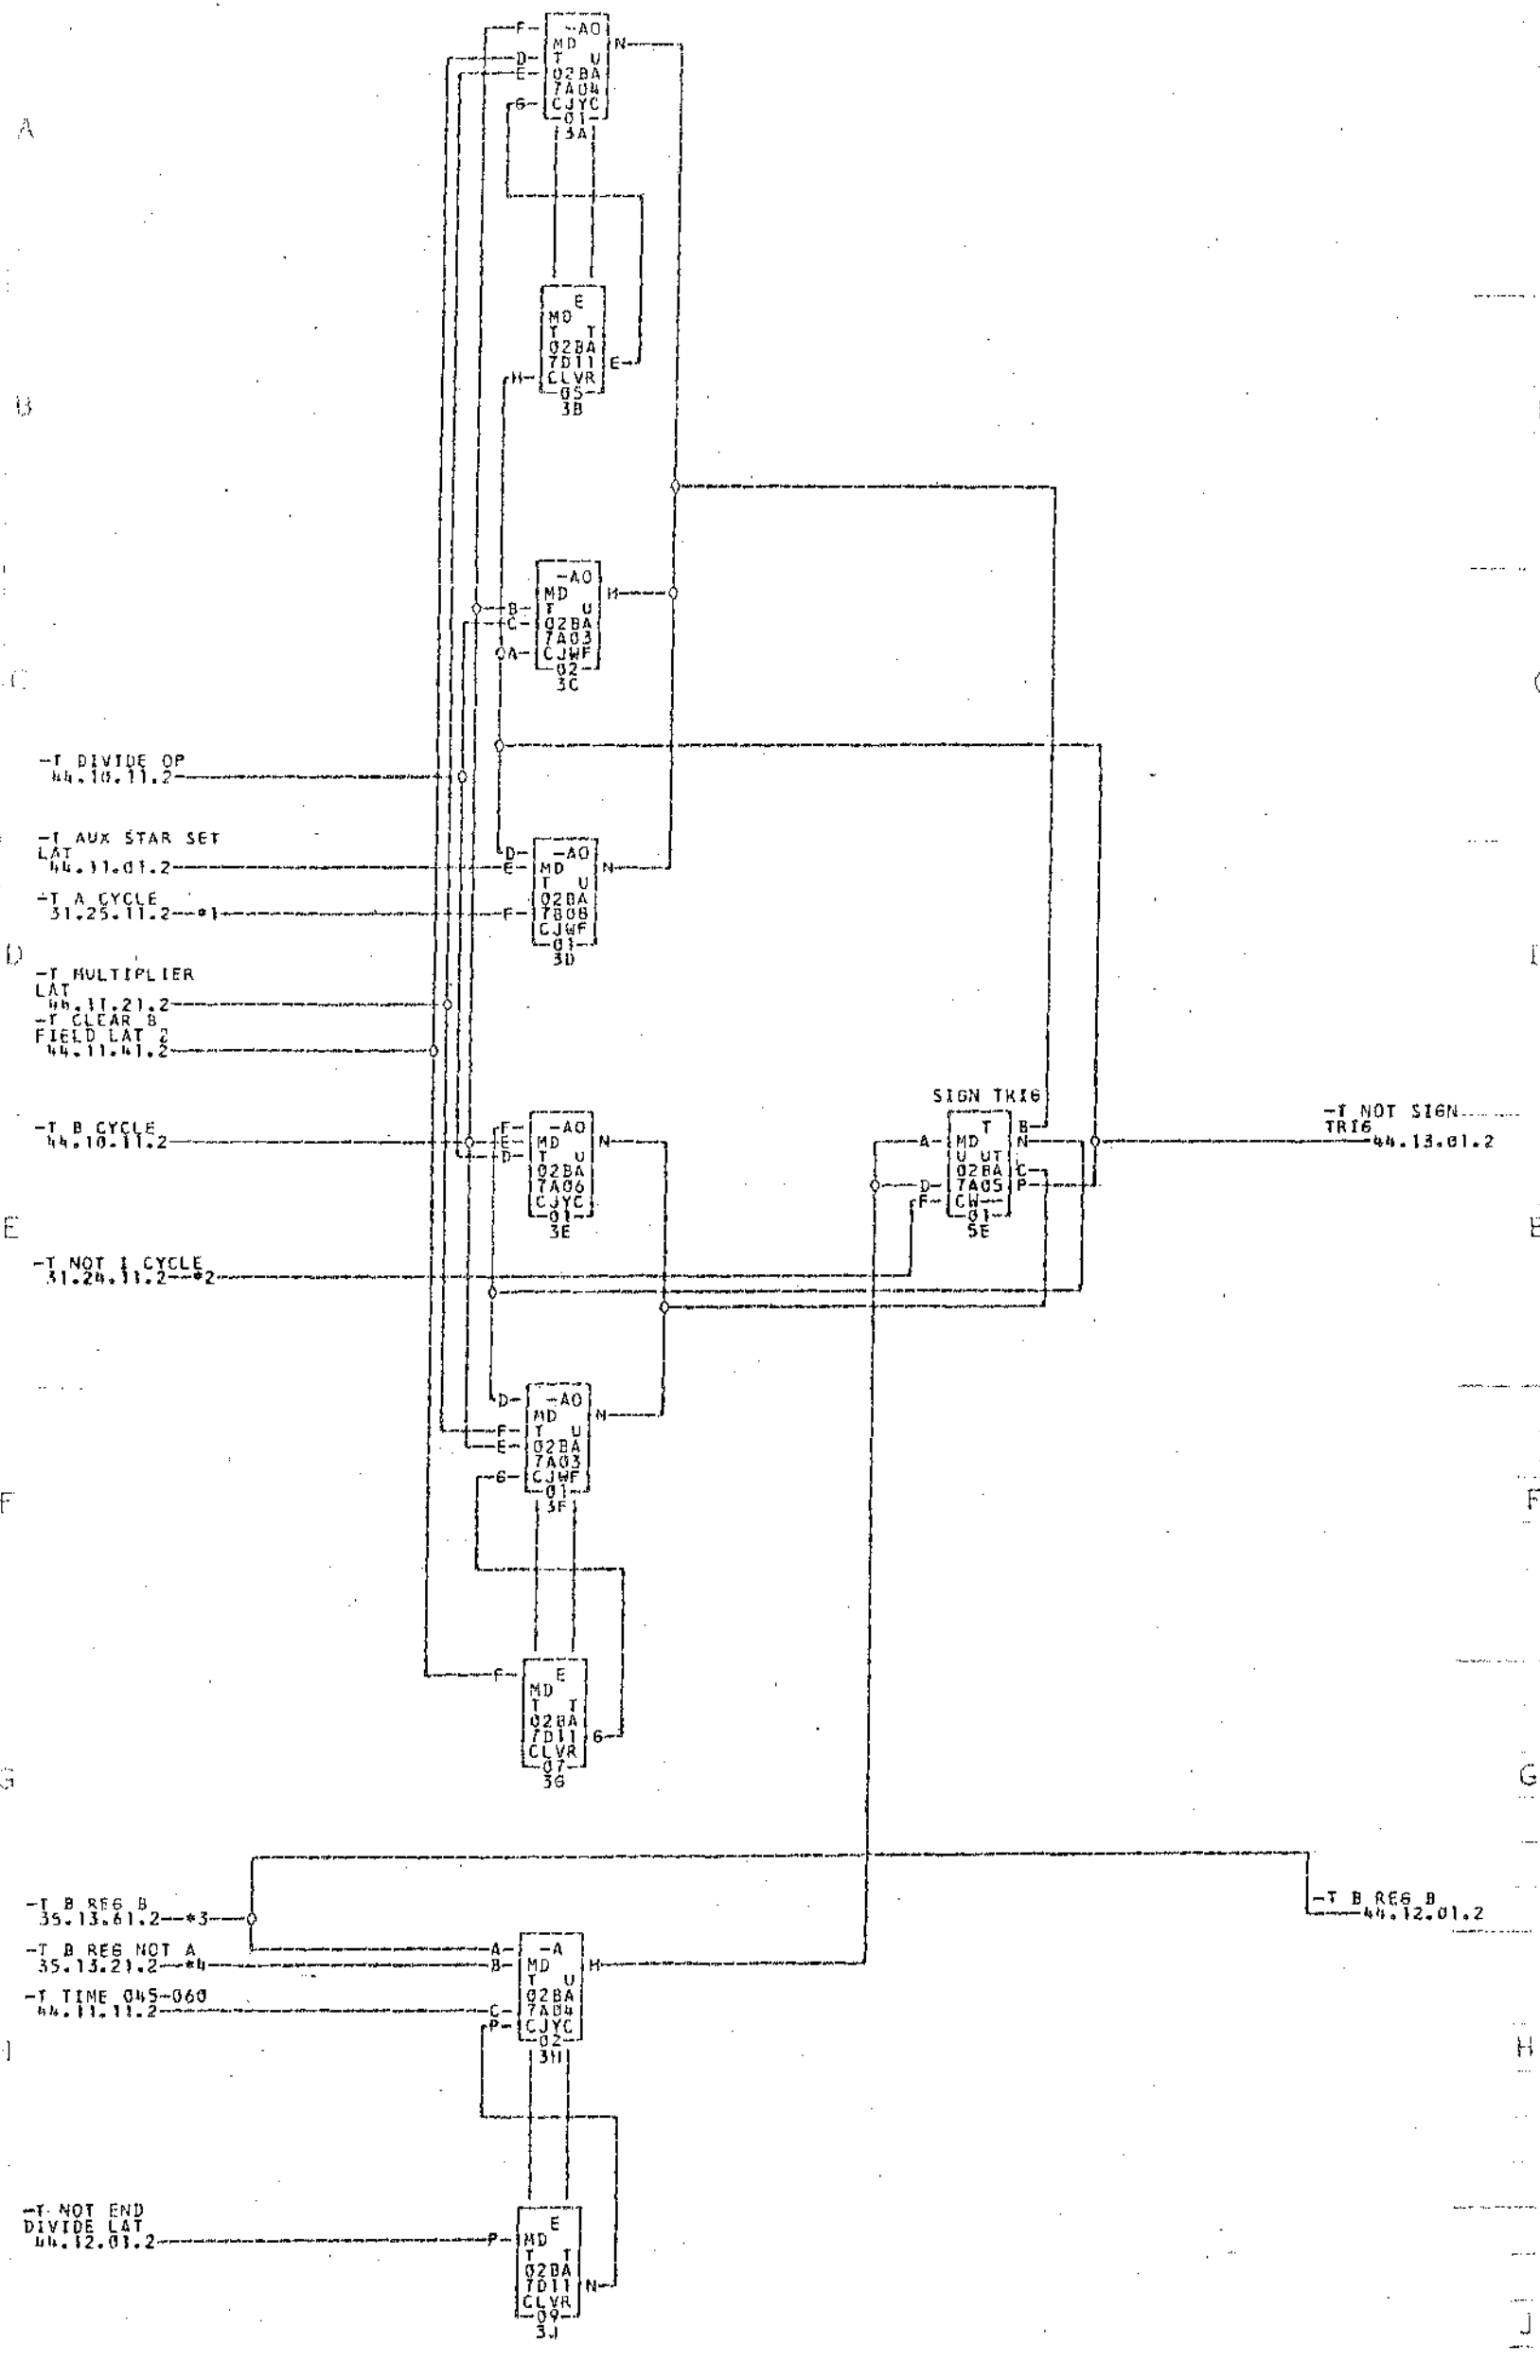 F -AO
MD N
D T U
E 02BA
7A04
G CJYC
01
3A
A
E
MD
T T
02BA
7D11 E
H CLVR
05
3B
B
-AO
MD H
B T U
C 02BA
7A03
A CJWF
02
3C
C
-T DIVIDE OP
44.10.11.2
-T AUX STAR SET
LAT
44.11.01.2
D -AO
E MD N
T U
02BA
-T A CYCLE
31.25.11.2--*1 F 7B08
CJWF
01
3D
D
-T MULTIPLIER
LAT
44.11.21.2
-T CLEAR B
FIELD LAT 2
44.11.41.2
SIGN TRIG
-T B CYCLE
44.10.11.2
F -AO
E MD N
D T U
02BA
7A06
CJYC
01
3E
T B
A MD N
U UT
02BA C
D 7A05 P
F CW--
01
5E
-T NOT SIGN
TRIG
44.13.01.2
E
E
-T NOT I CYCLE
31.24.11.2--*2
D -AO
MD N
F T U
E 02BA
7A03
G CJWF
01
3F
F
F
F E
MD
T T
02BA
7D11 G
CLVR
07
3G
G
G
-T B REG B
35.13.61.2--*3
-T B REG B
44.12.01.2
-T B REG NOT A
35.13.21.2--*4
-T TIME 045-060
44.11.11.2
A -A
B MD H
T U
02BA
C 7A04
P CJYC
02
3H
H
-T NOT END
DIVIDE LAT
44.12.01.2
E
P MD
T T
02BA
7D11 N
CLVR
09
3J
J